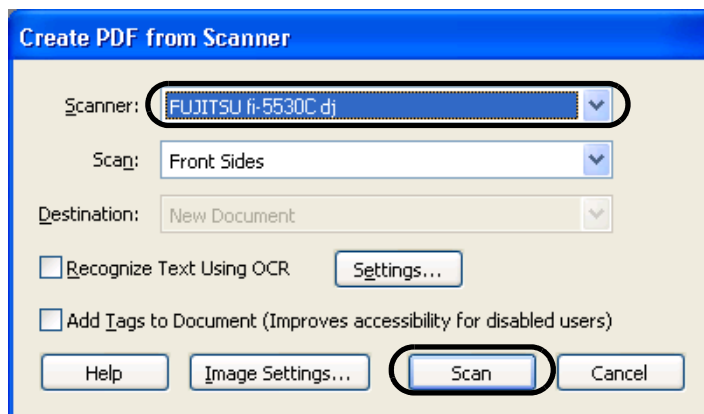 Create PDF from Scanner
Scanner: FUJITSU fi-5530C dj
Scan: Front Sides
Destination: New Document
Recognize Text Using OCR Settings...
Add Tags to Document (Improves accessibility for disabled users)
Help Image Settings... Scan Cancel